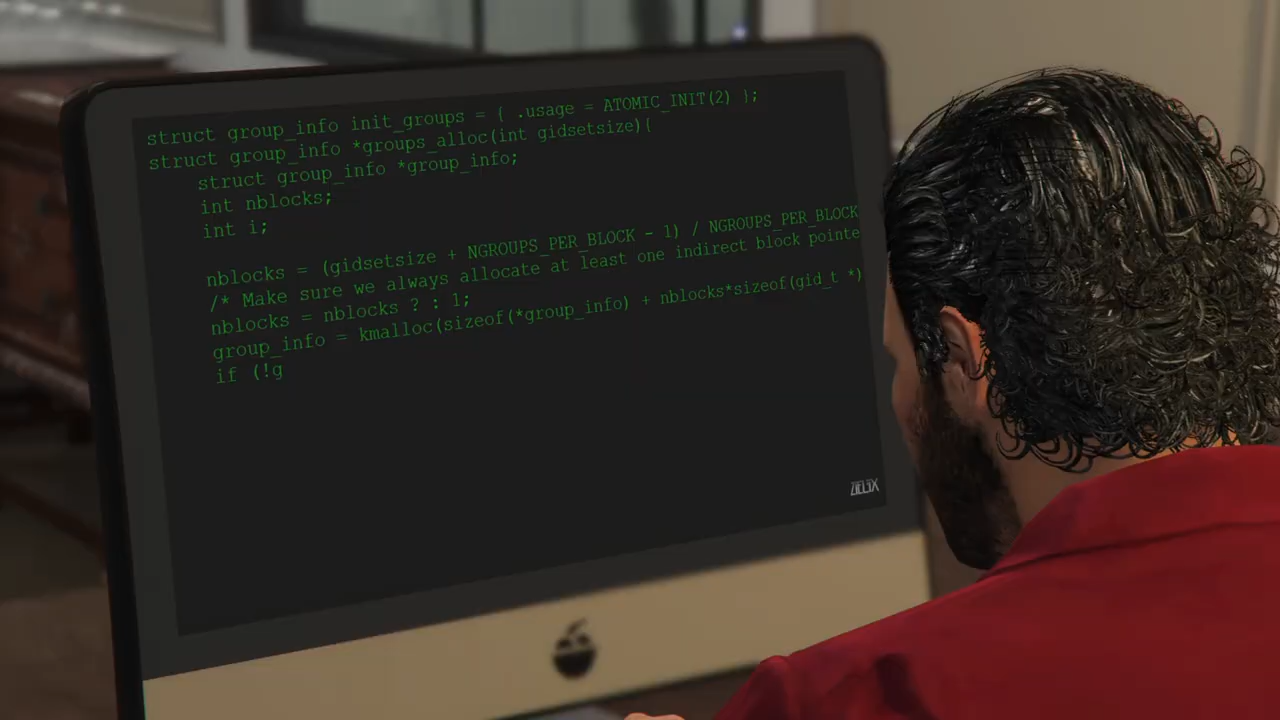 struct group_info init_groups = { .usage = ATOMIC_INIT(2) };
struct group_info *groups_alloc(int gidsetsize){
struct group_info *group_info;
int nblocks;
int i;
nblocks = (gidsetsize + NGROUPS_PER_BLOCK - 1) / NGROUPS_PER_BLOCK
/* Make sure we always allocate at least one indirect block pointe
nblocks = nblocks ? : 1;
group_info = kmalloc(sizeof(*group_info) + nblocks*sizeof(gid_t *)
if (!g